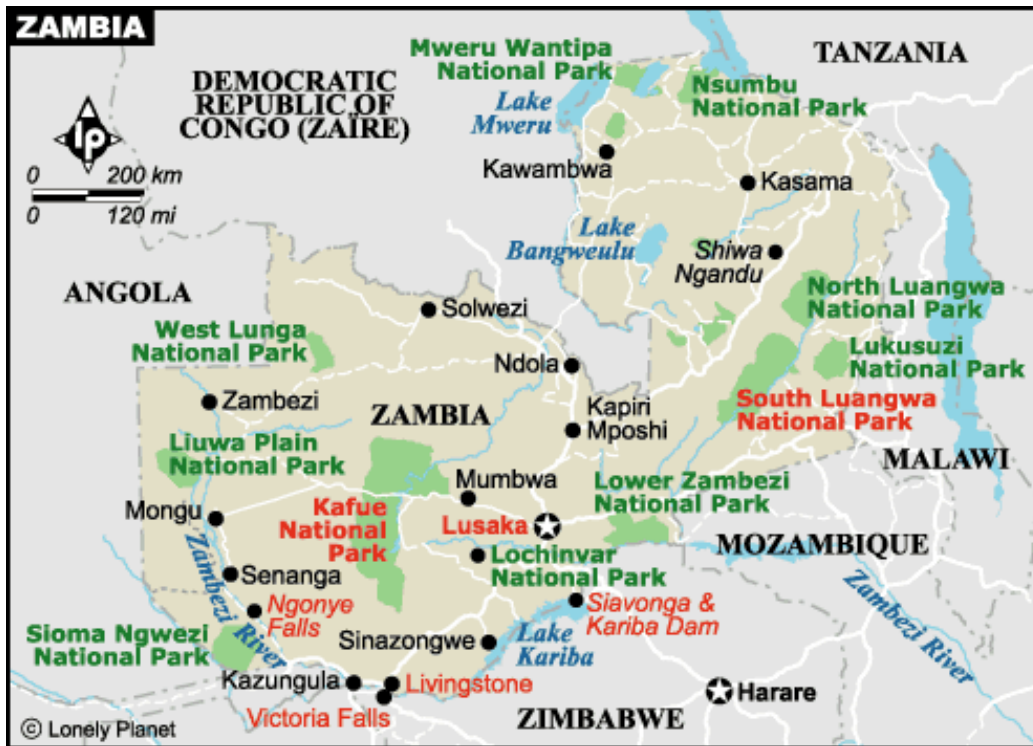 ZAMBIA
DEMOCRATIC
REPUBLIC OF
CONGO (ZAÏRE)
Mweru Wantipa
National Park
TANZANIA
Nsumbu
National Park
Lake
Mweru
lp
0 200 km
0 120 mi
Kawambwa
Kasama
Lake
Bangweulu
Shiwa
Ngandu
ANGOLA
North Luangwa
National Park
Solwezi
West Lunga
National Park
Lukusuzi
National Park
Ndola
South Luangwa
National Park
Zambezi
ZAMBIA
Kapiri
Mposhi
Liuwa Plain
National Park
MALAWI
Mumbwa
Lower Zambezi
National Park
Mongu
Kafue
National
Park
Lusaka
MOZAMBIQUE
Zambezi River
Lochinvar
National Park
Senanga
Zambezi River
Ngonye
Falls
Siavonga &
Kariba Dam
Sioma Ngwezi
National Park
Sinazongwe
Lake
Kariba
Kazungula
Livingstone
Harare
Victoria Falls
ZIMBABWE
© Lonely Planet